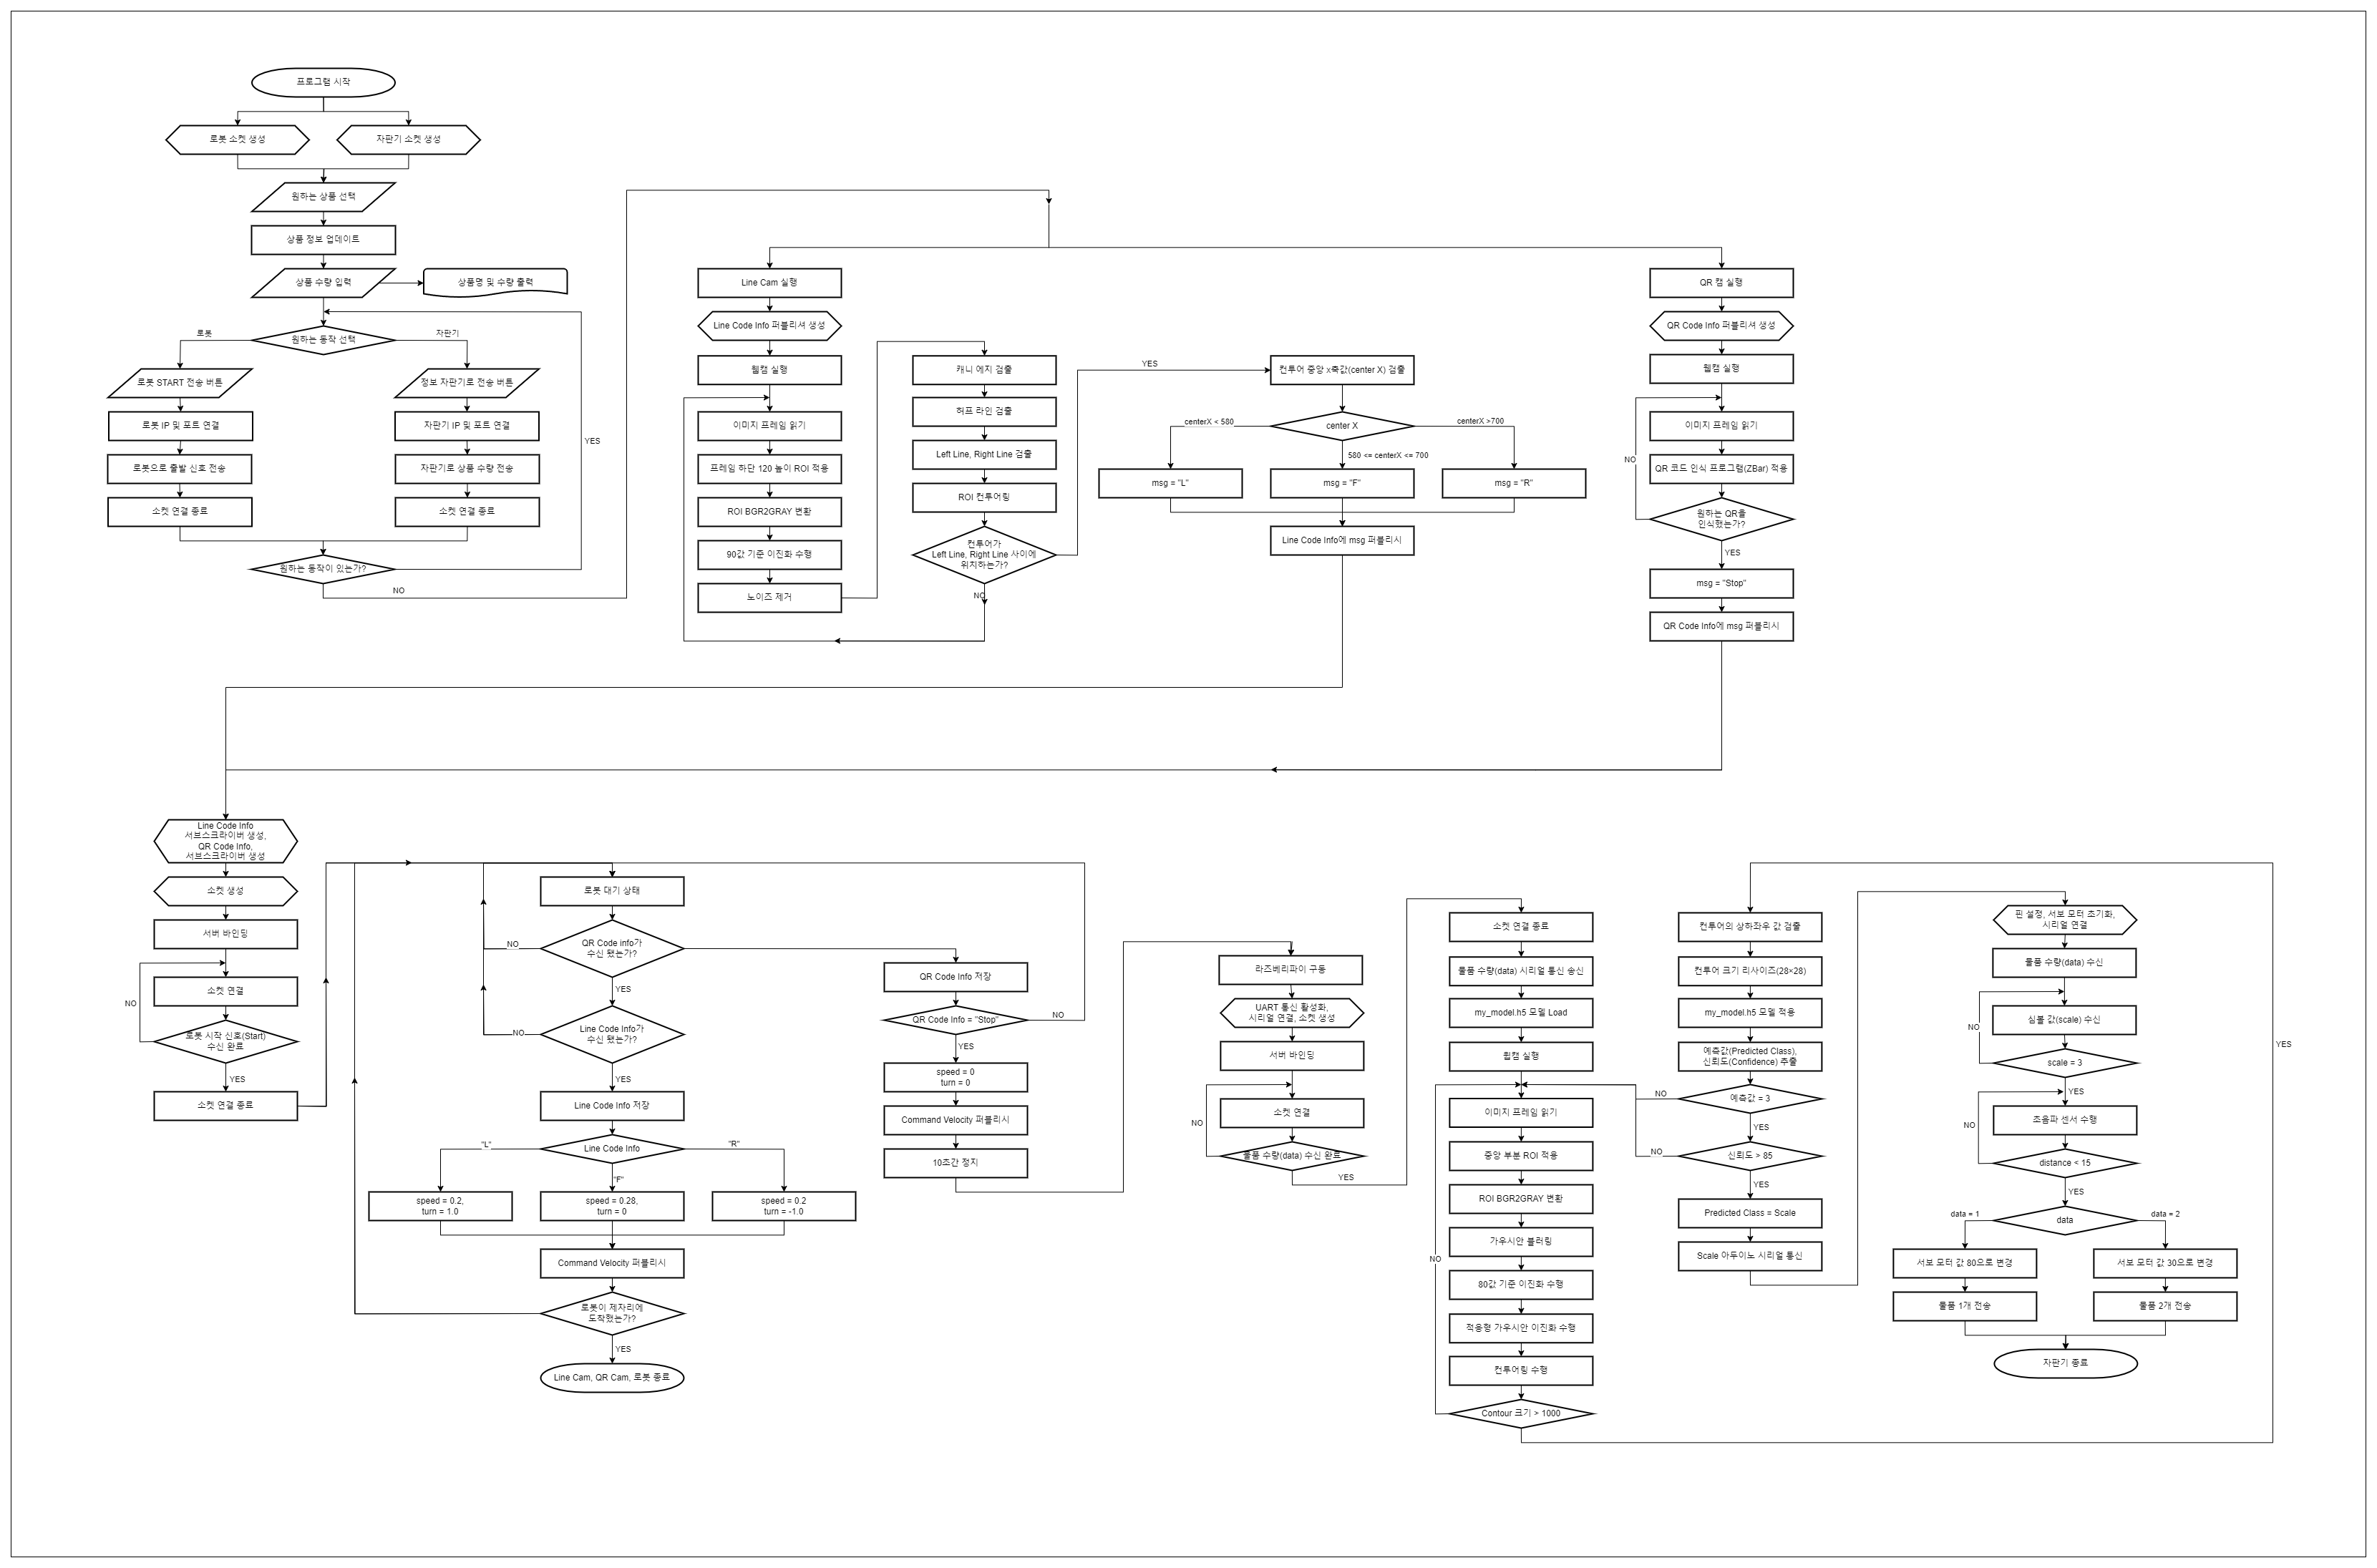 프로그램 시작
로봇 소켓 생성
자판기 소켓 생성
원하는 상품 선택
상품 정보 업데이트
상품 수량 입력
상품명 및 수량 출력
원하는 동작 선택
로봇
자판기
로봇 START 전송 버튼
정보 자판기로 전송 버튼
로봇 IP 및 포트 연결
자판기 IP 및 포트 연결
로봇으로 출발 신호 전송
자판기로 상품 수량 전송
소켓 연결 종료
소켓 연결 종료
원하는 동작이 있는가?
YES
NO
Line Cam 실행
Line Code Info 퍼블리셔 생성
웹캠 실행
이미지 프레임 읽기
프레임 하단 120 높이 ROI 적용
ROI BGR2GRAY 변환
90값 기준 이진화 수행
노이즈 제거
캐니 에지 검출
허프 라인 검출
Left Line, Right Line 검출
ROI 컨투어링
컨투어가
Left Line, Right Line 사이에
위치하는가?
NO
YES
컨투어 중앙 x축값(center X) 검출
center X
centerX < 580
580 <= centerX <= 700
centerX >700
msg = "L"
msg = "F"
msg = "R"
Line Code Info에 msg 퍼블리시
QR 캠 실행
QR Code Info 퍼블리셔 생성
웹캠 실행
이미지 프레임 읽기
QR 코드 인식 프로그램(ZBar) 적용
원하는 QR을
인식했는가?
NO
YES
msg = "Stop"
QR Code Info에 msg 퍼블리시
Line Code Info
서브스크라이버 생성,
QR Code Info,
서브스크라이버 생성
소켓 생성
서버 바인딩
소켓 연결
로봇 시작 신호(Start)
수신 완료
NO
YES
소켓 연결 종료
로봇 대기 상태
QR Code info가
수신 됐는가?
NO
YES
Line Code Info가
수신 됐는가?
NO
YES
Line Code Info 저장
Line Code Info
"L"
"F"
"R"
speed = 0.2,
turn = 1.0
speed = 0.28,
turn = 0
speed = 0.2
turn = -1.0
Command Velocity 퍼블리시
로봇이 제자리에
도착했는가?
YES
Line Cam, QR Cam, 로봇 종료
QR Code Info 저장
QR Code Info = "Stop"
NO
YES
speed = 0
turn = 0
Command Velocity 퍼블리시
10초간 정지
라즈베리파이 구동
UART 통신 활성화,
시리얼 연결, 소켓 생성
서버 바인딩
소켓 연결
물품 수량(data) 수신 완료
NO
YES
소켓 연결 종료
물품 수량(data) 시리얼 통신 송신
my_model.h5 모델 Load
웹캠 실행
이미지 프레임 읽기
중앙 부분 ROI 적용
ROI BGR2GRAY 변환
가우시안 블러링
80값 기준 이진화 수행
적응형 가우시안 이진화 수행
컨투어링 수행
Contour 크기 > 1000
NO
YES
컨투어의 상하좌우 값 검출
컨투어 크기 리사이즈(28×28)
my_model.h5 모델 적용
예측값(Predicted Class),
신뢰도(Confidence) 추출
예측값 = 3
NO
YES
신뢰도 > 85
NO
YES
Predicted Class = Scale
Scale 아두이노 시리얼 통신
핀 설정, 서보 모터 초기화,
시리얼 연결
물품 수량(data) 수신
심볼 값(scale) 수신
scale = 3
NO
YES
초음파 센서 수행
distance < 15
NO
YES
data
data = 1
data = 2
서보 모터 값 80으로 변경
서보 모터 값 30으로 변경
물품 1개 전송
물품 2개 전송
자판기 종료